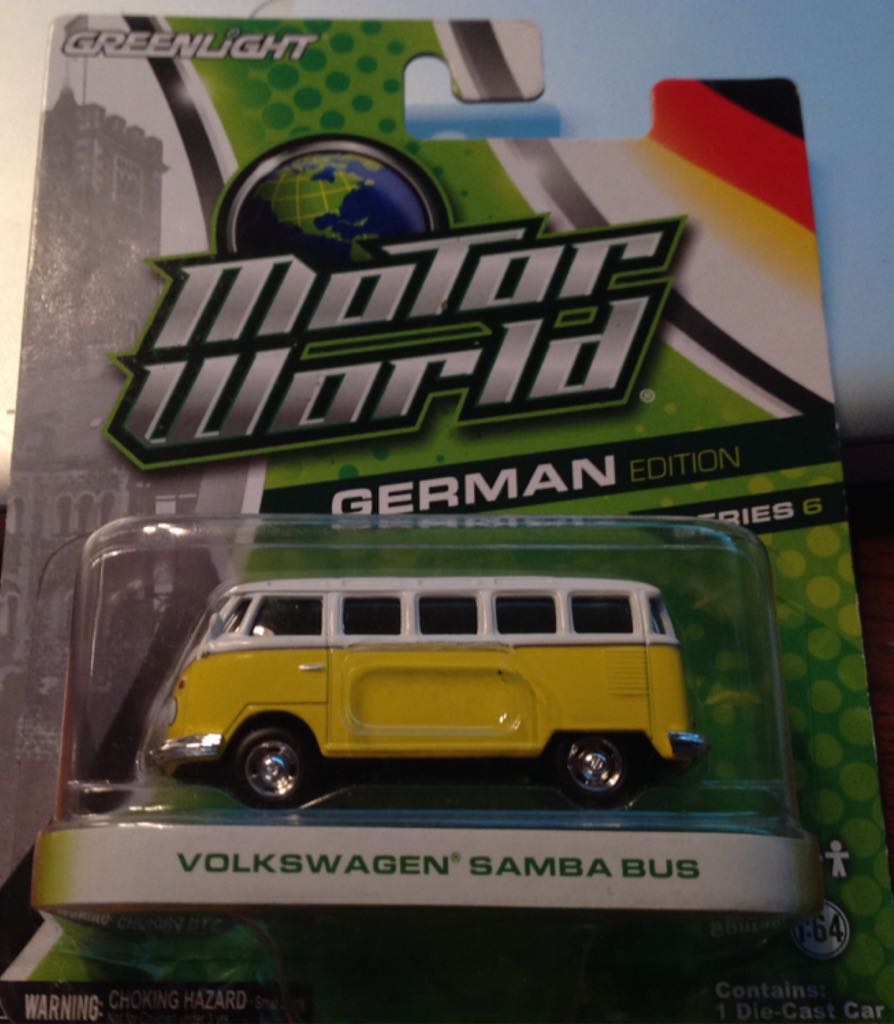 GREENLiGHT
MoTor
World®
GERMAN EDITION
SERIES 6
VOLKSWAGEN® SAMBA BUS
1:64
WARNING: CHOKING HAZARD - Small
Contains:
1 Die-Cast Car